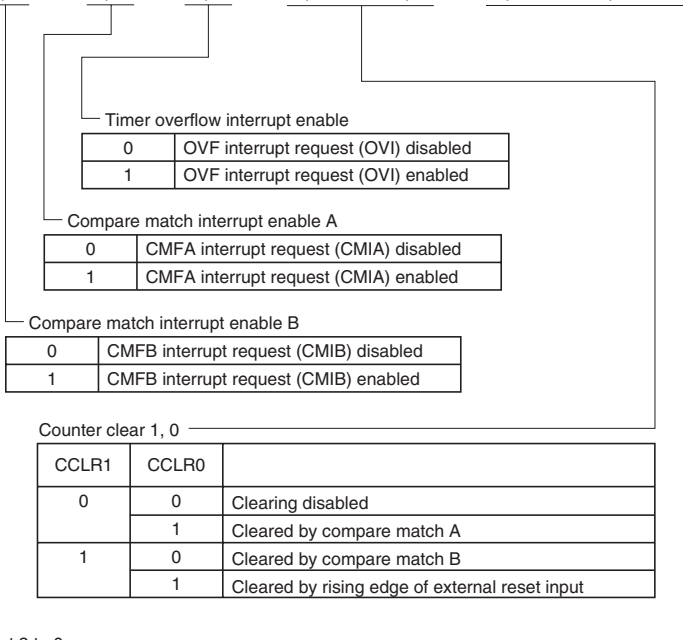 Timer overflow interrupt enable
0 OVF interrupt request (OVI) disabled
1 OVF interrupt request (OVI) enabled
Compare match interrupt enable A
0 CMFA interrupt request (CMIA) disabled
1 CMFA interrupt request (CMIA) enabled
Compare match interrupt enable B
0 CMFB interrupt request (CMIB) disabled
1 CMFB interrupt request (CMIB) enabled
Counter clear 1, 0
CCLR1 CCLR0
0 0 Clearing disabled
1 Cleared by compare match A
1 0 Cleared by compare match B
1 Cleared by rising edge of external reset input